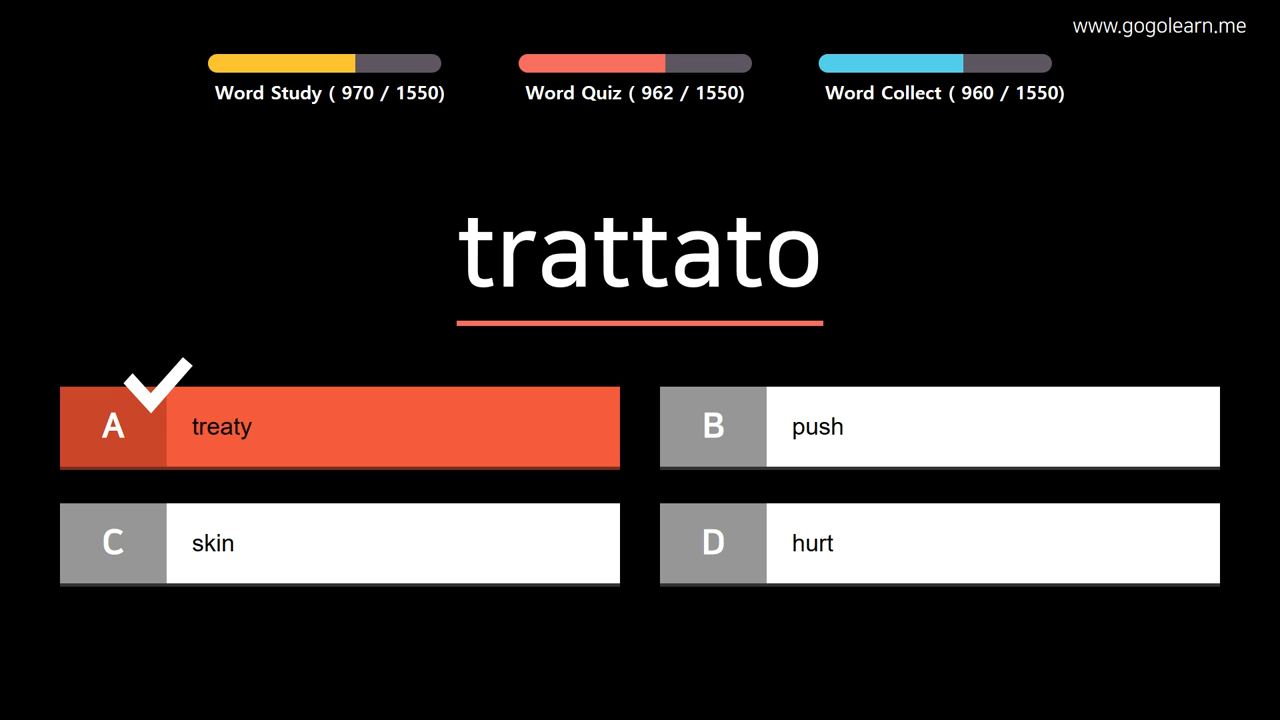 www.gogolearn.me
Word Study ( 970 / 1550)
Word Quiz ( 962 / 1550)
Word Collect ( 960 / 1550)
trattato
A treaty
B push
C skin
D hurt